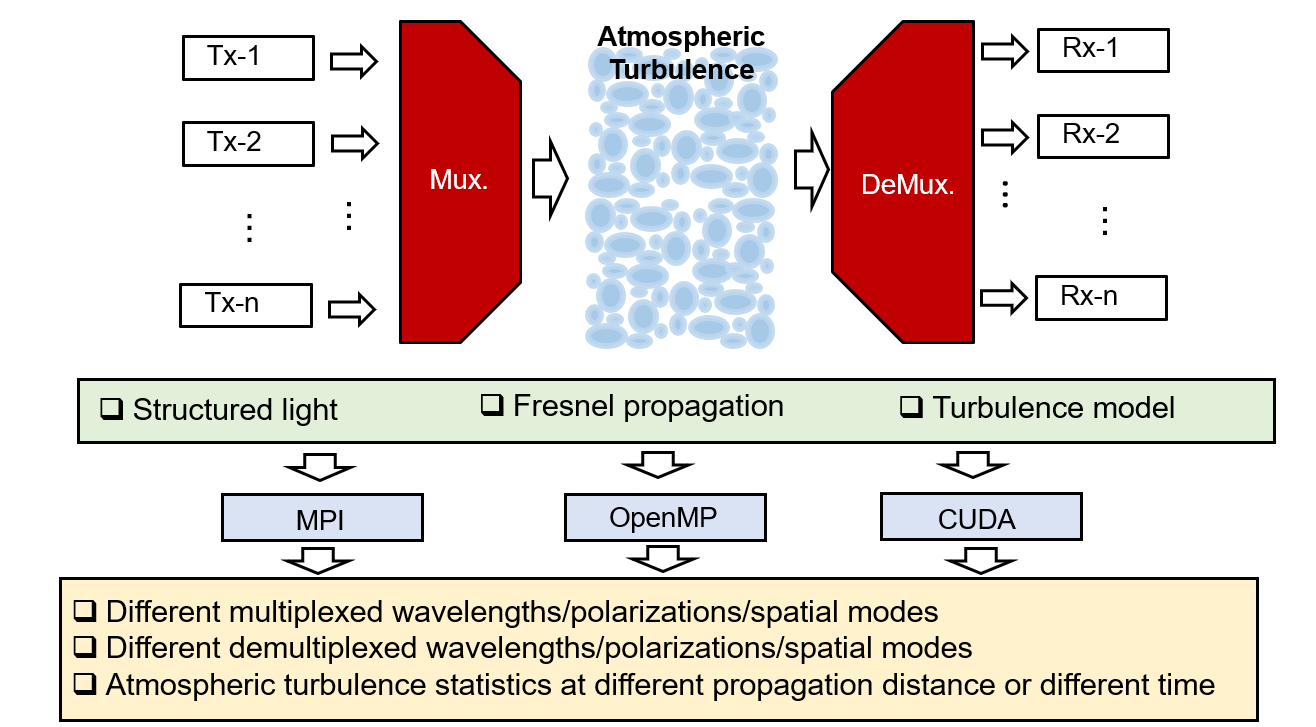 Tx-1
Tx-2
⋮
⋮
Tx-n
Mux.
Atmospheric
Turbulence
DeMux.
Rx-1
Rx-2
⋮
⋮
Rx-n
❑ Structured light
❑ Fresnel propagation
❑ Turbulence model
MPI
OpenMP
CUDA
❑ Different multiplexed wavelengths/polarizations/spatial modes
❑ Different demultiplexed wavelengths/polarizations/spatial modes
❑ Atmospheric turbulence statistics at different propagation distance or different time